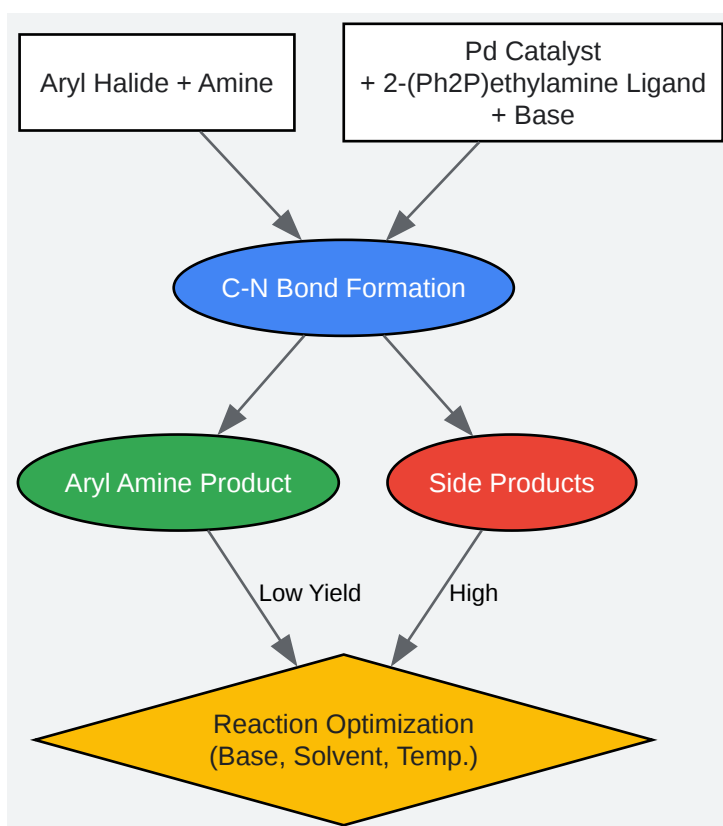 Aryl Halide + Amine
Pd Catalyst
+ 2-(Ph2P)ethylamine Ligand
+ Base
C-N Bond Formation
Aryl Amine Product
Side Products
Low Yield
High
Reaction Optimization
(Base, Solvent, Temp.)